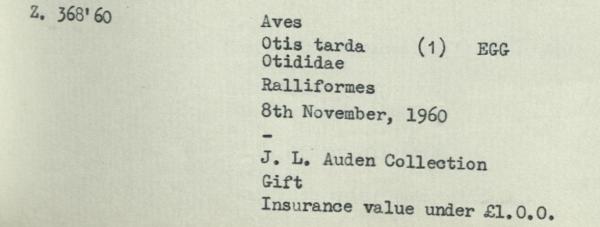 Z. 368'60
Aves
Otis tarda (1) EGG
Otididae
Ralliformes
8th November, 1960
-
J. L. Auden Collection
Gift
Insurance value under £1.0.0.